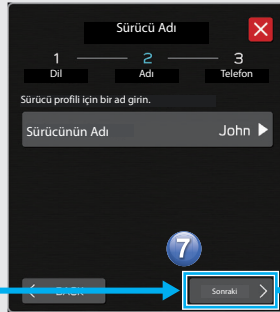 Sürücü Adı
1 2 3
Dil Adı Telefon
Sürücü profili için bir ad girin.
Sürücünün Adı John
7
BACK Sonraki